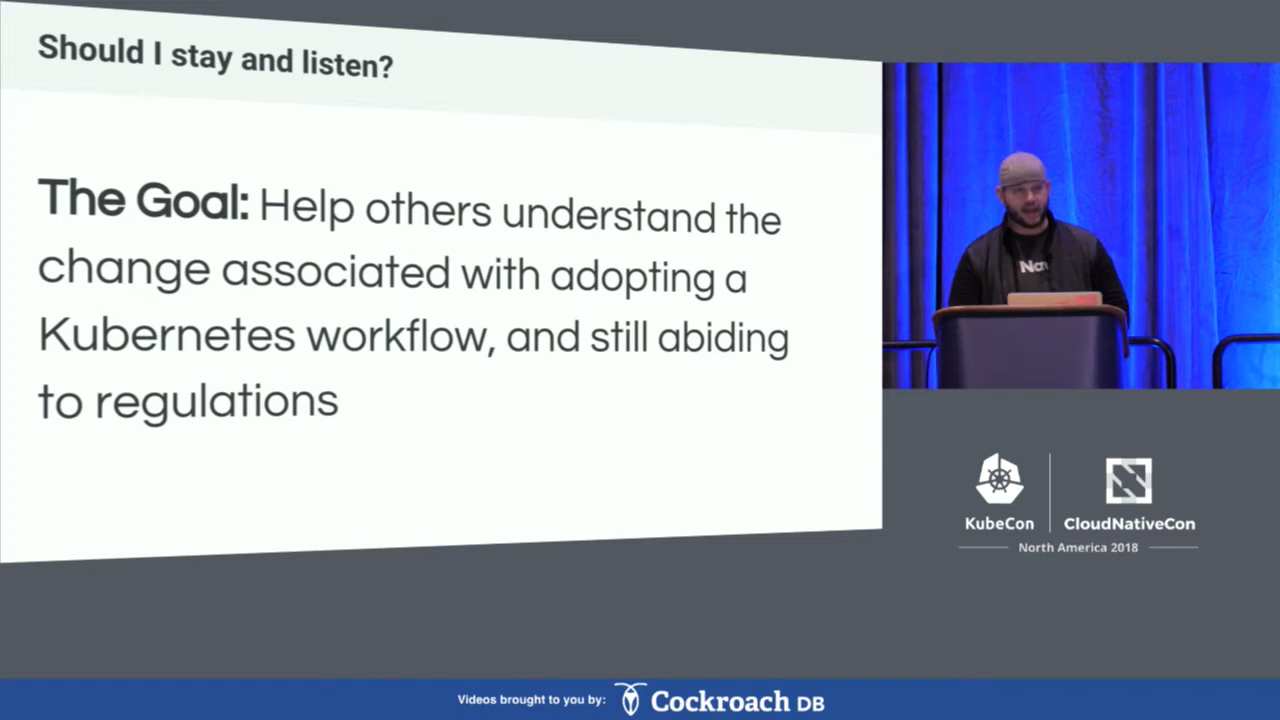 Should I stay and listen?
The Goal: Help others understand the
change associated with adopting a
Kubernetes workflow, and still abiding
to regulations
KubeCon
CloudNativeCon
North America 2018
Videos brought to you by:
Cockroach DB